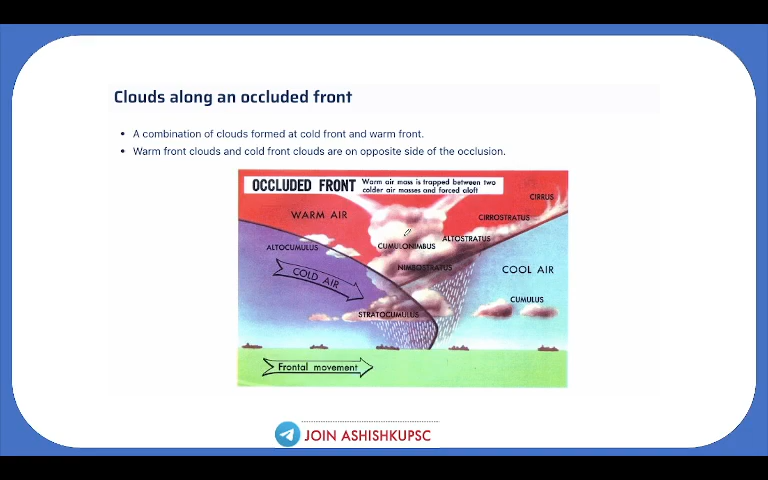 Clouds along an occluded front
• A combination of clouds formed at cold front and warm front.
• Warm front clouds and cold front clouds are on opposite side of the occlusion.
OCCLUDED FRONT
Warm air mass is trapped between two
colder air masses and forced aloft
CIRRUS
WARM AIR
CIRROSTRATUS
ALTOSTRATUS
ALTOCUMULUS
CUMULONIMBUS
NIMBOSTRATUS
COOL AIR
COLD AIR
CUMULUS
STRATOCUMULUS
Frontal movement
JOIN ASHISHKUPSC